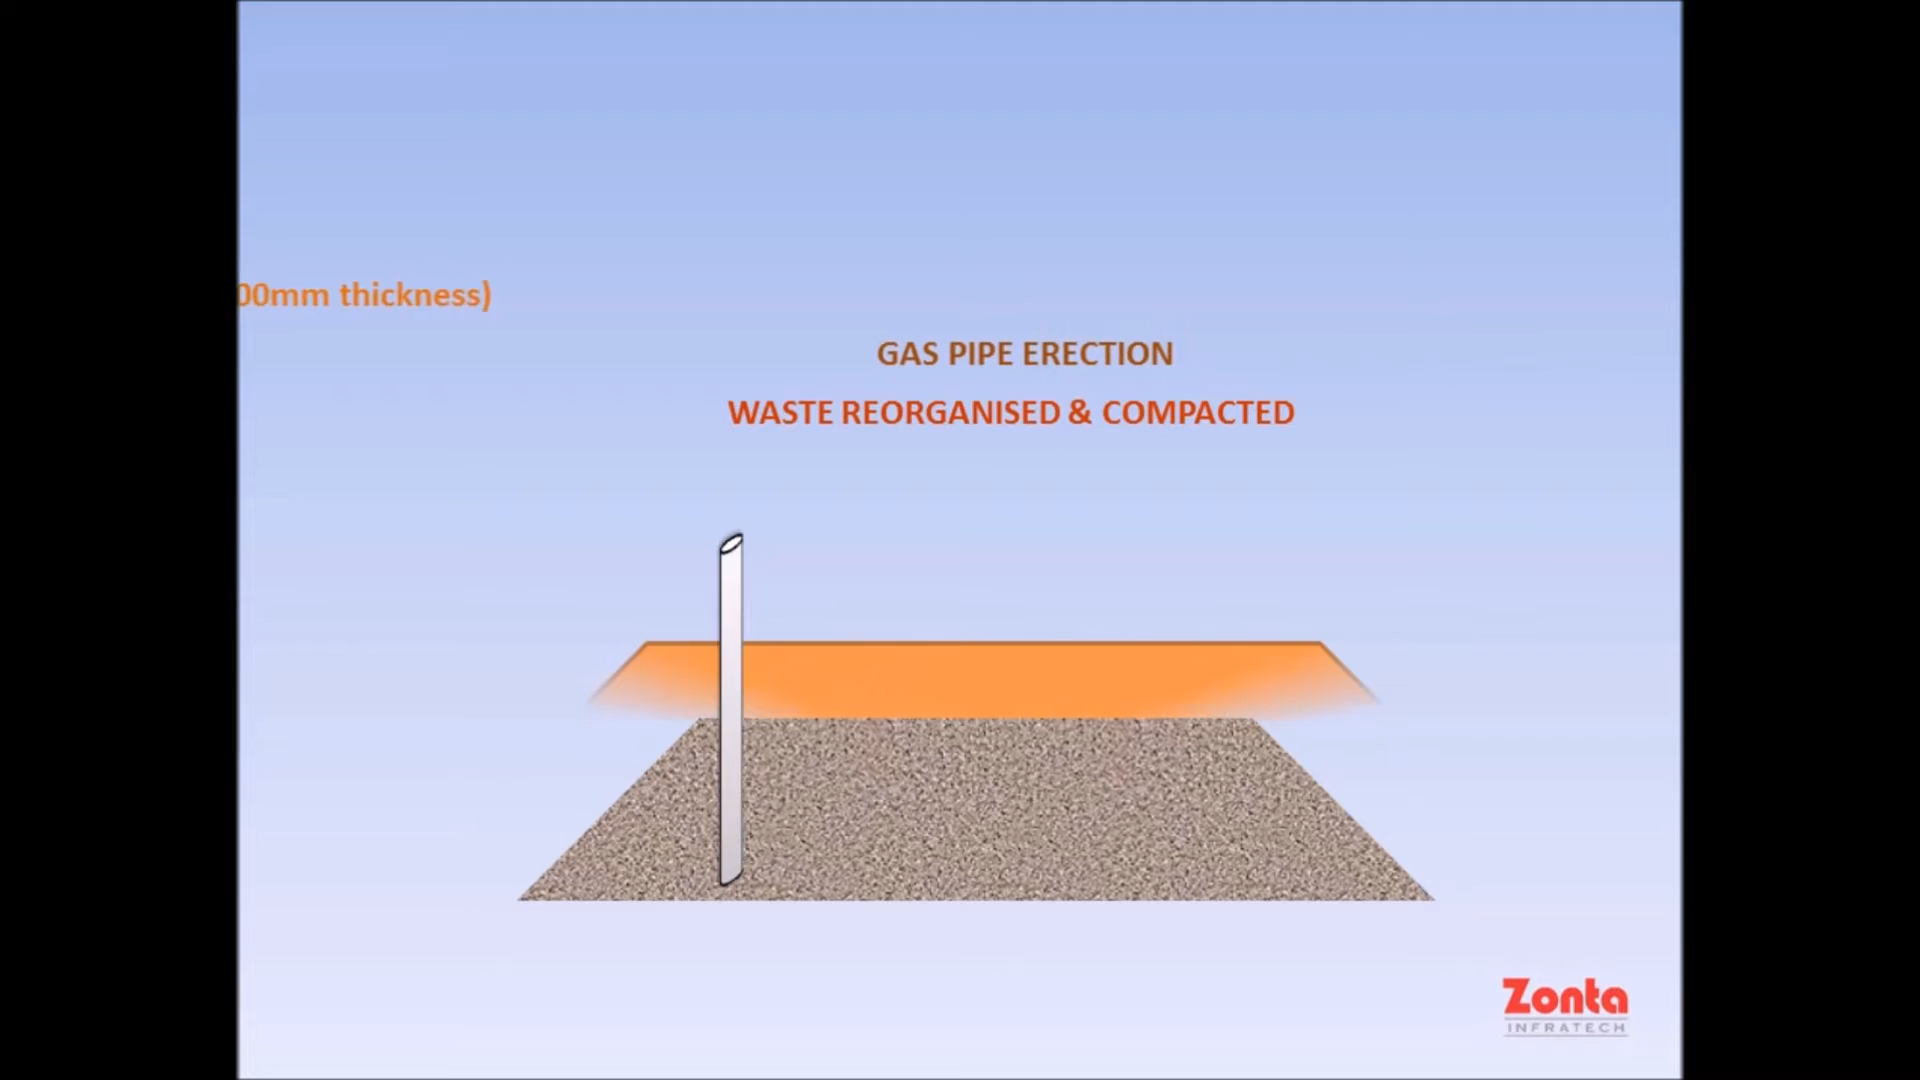 00mm thickness)
GAS PIPE ERECTION
WASTE REORGANISED & COMPACTED
Zonta
INFRATECH